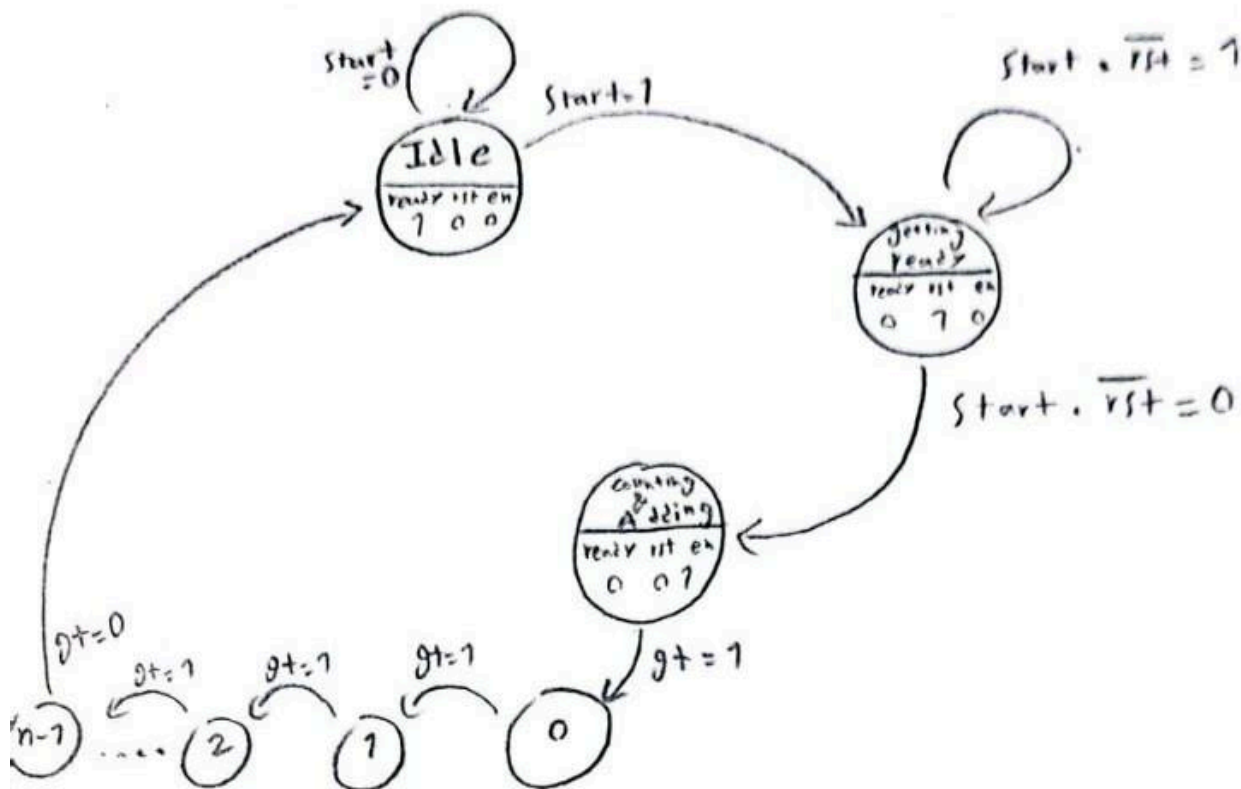 start
=0
start=1
start . r̅s̅t̅ = 1
Idle
ready rst en
1 0 0
getting
ready
ready rst en
0 1 0
start . r̅s̅t̅ = 0
counting
&
Adding
ready rst en
0 0 1
gt=0
gt=1
gt=1
gt=1
gt=1
n-1
....
2
1
0